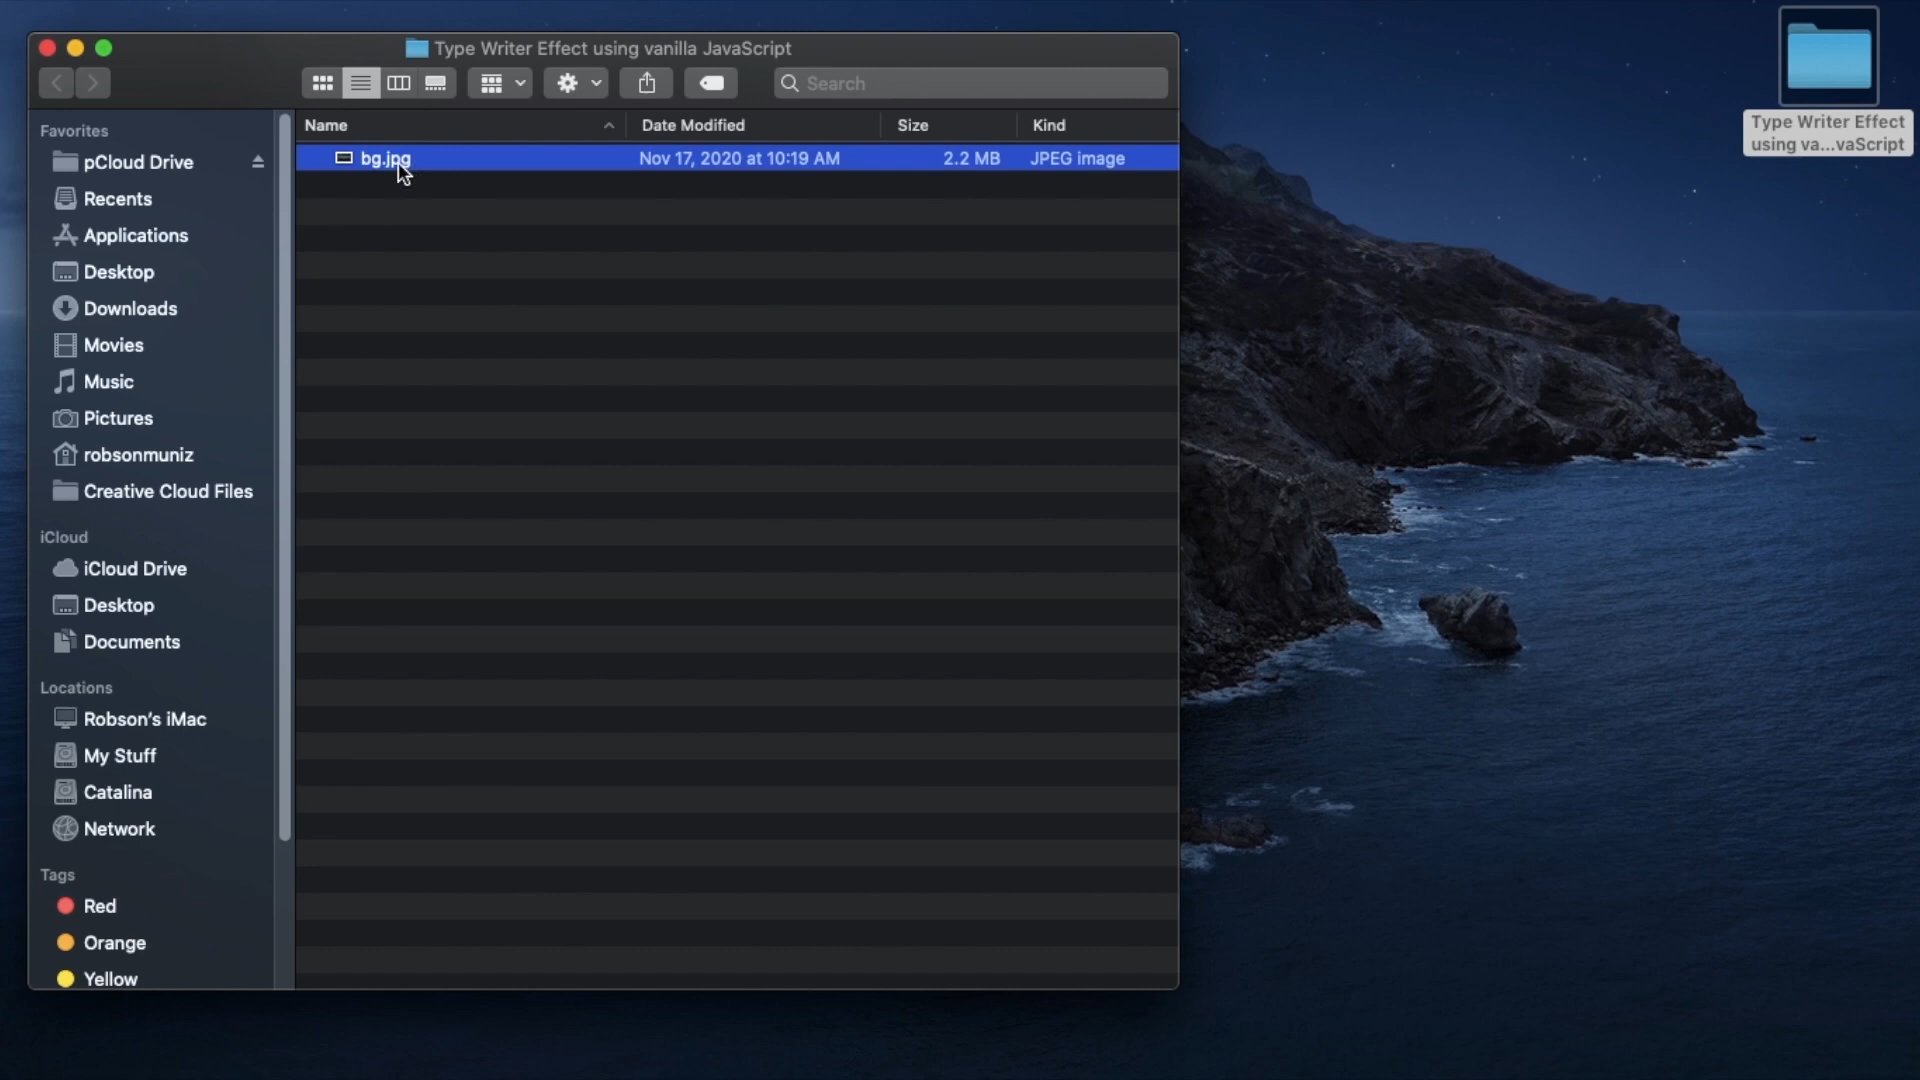 Type Writer Effect using vanilla JavaScript
Search
Favorites
pCloud Drive
Recents
Applications
Desktop
Downloads
Movies
Music
Pictures
robsonmuniz
Creative Cloud Files
iCloud
iCloud Drive
Desktop
Documents
Locations
Robson's iMac
My Stuff
Catalina
Network
Tags
Red
Orange
Yellow
Name Date Modified Size Kind
bg.jpg Nov 17, 2020 at 10:19 AM 2.2 MB JPEG image
Type Writer Effect
using va...vaScript